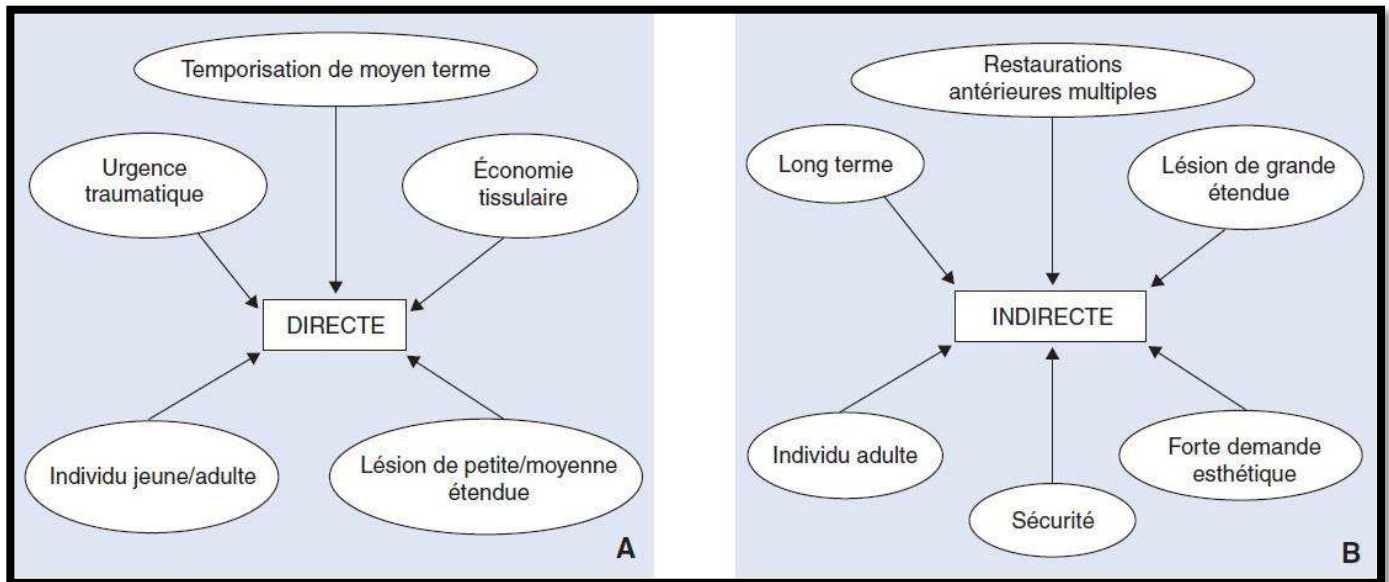 Temporisation de moyen terme
Urgence
traumatique
Économie
tissulaire
DIRECTE
Individu jeune/adulte
Lésion de petite/moyenne
étendue
A
Restaurations
antérieures multiples
Long terme
Lésion de grande
étendue
INDIRECTE
Individu adulte
Sécurité
Forte demande
esthétique
B